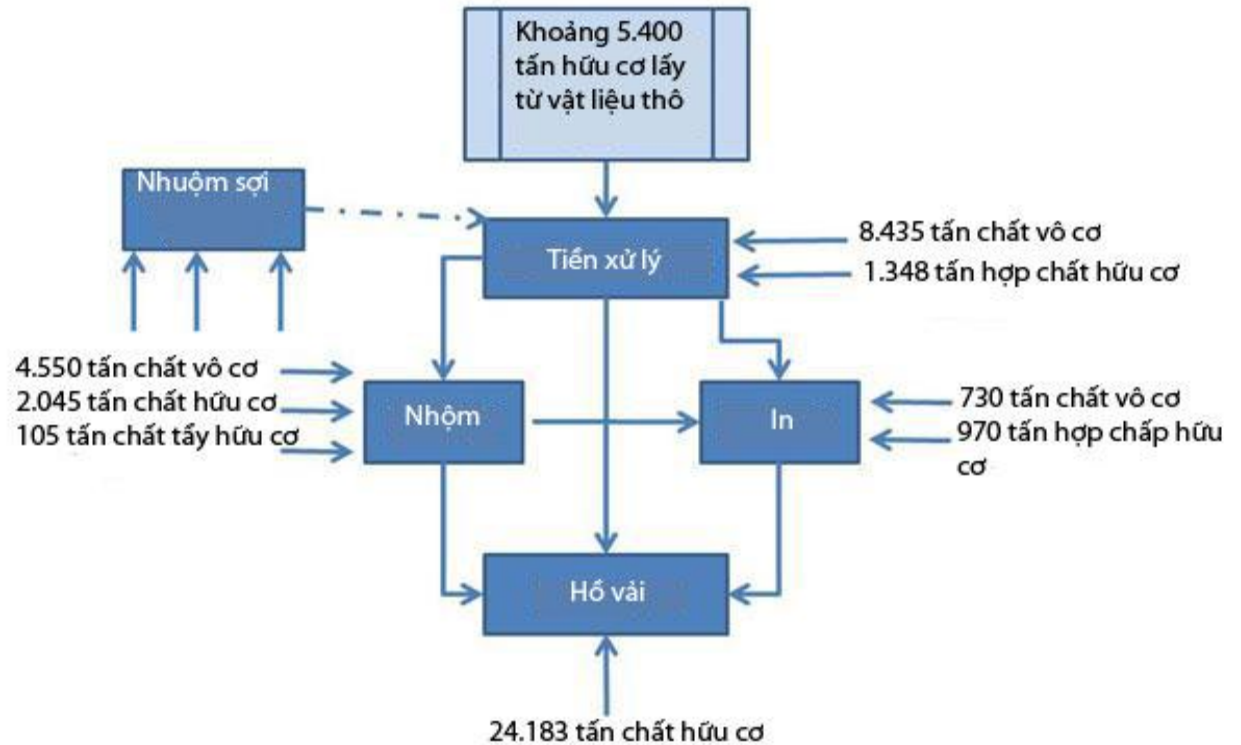 Khoảng 5.400
tấn hữu cơ lấy
từ vật liệu thô
Nhuộm sợi
Tiền xử lý
8.435 tấn chất vô cơ
1.348 tấn hợp chất hữu cơ
4.550 tấn chất vô cơ
2.045 tấn chất hữu cơ
105 tấn chất tẩy hữu cơ
Nhộm
In
730 tấn chất vô cơ
970 tấn hợp chấp hữu
cơ
Hồ vải
24.183 tấn chất hữu cơ